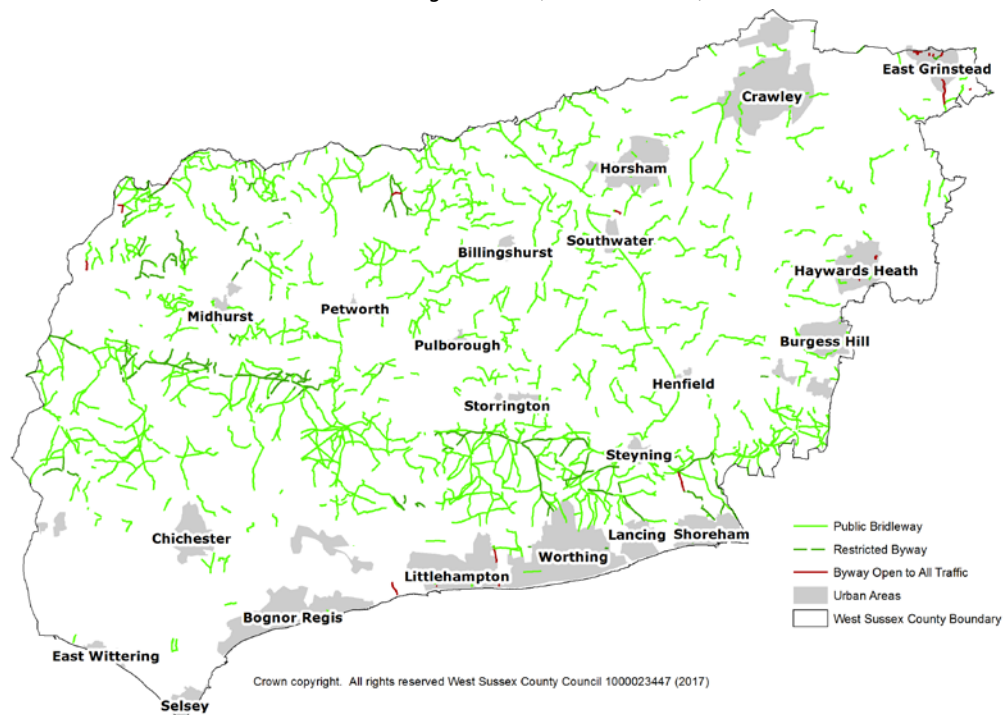 East Grinstead
Crawley
Horsham
Southwater
Billingshurst
Haywards Heath
Midhurst
Petworth
Pulborough
Burgess Hill
Henfield
Storrington
Steyning
Chichester
Lancing
Shoreham
Worthing
Littlehampton
Bognor Regis
East Wittering
Selsey
Public Bridleway
Restricted Byway
Byway Open to All Traffic
Urban Areas
West Sussex County Boundary
Crown copyright. All rights reserved West Sussex County Council 1000023447 (2017)